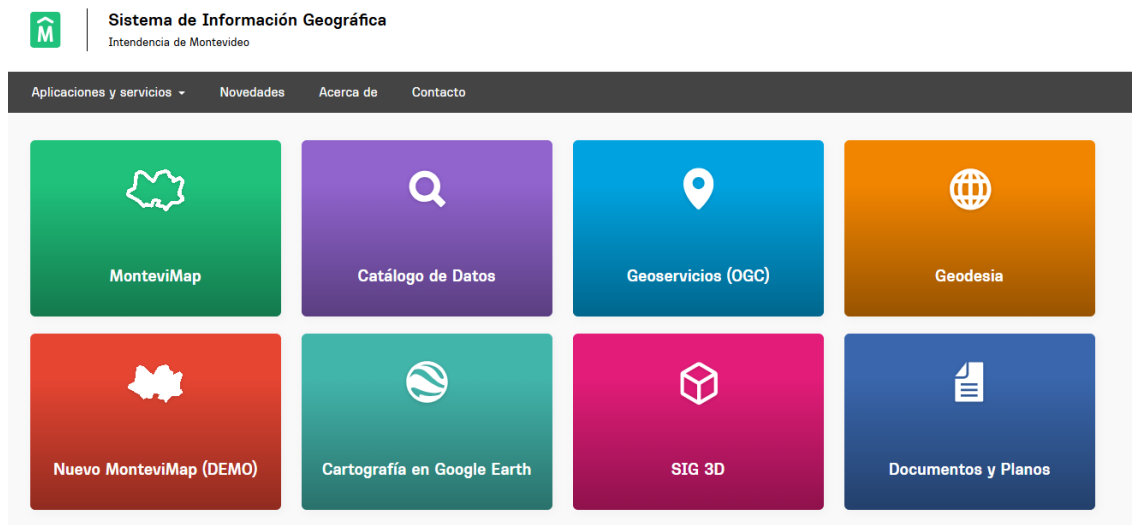 M
Sistema de Información Geográfica
Intendencia de Montevideo
Aplicaciones y servicios Novedades Acerca de Contacto
MonteviMap Catálogo de Datos Geoservicios (OGC) Geodesia
Nuevo MonteviMap (DEMO) Cartografía en Google Earth SIG 3D Documentos y Planos